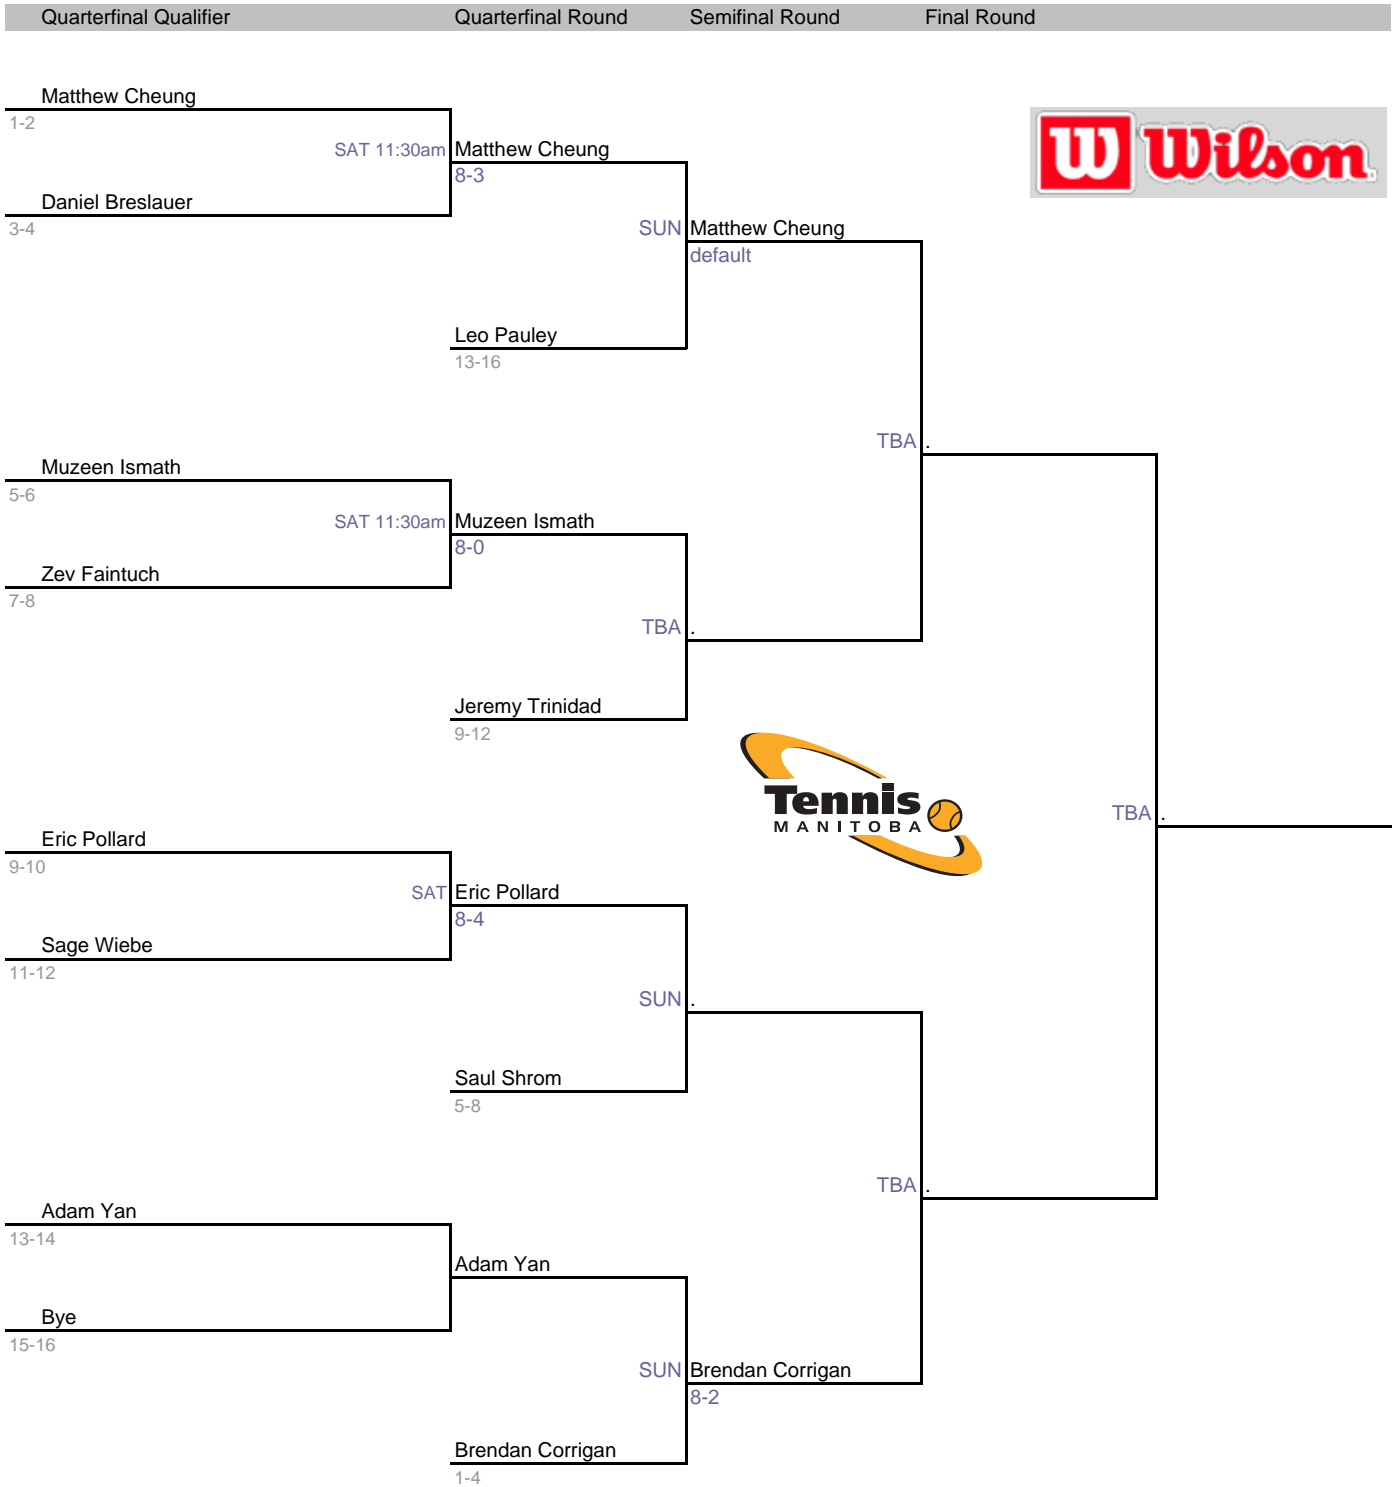 Quarterfinal Qualifier Quarterfinal Round Semifinal Round Final Round
Matthew Cheung
1-2
W Wilson
SAT 11:30am Matthew Cheung
8-3
Daniel Breslauer
3-4
SUN Matthew Cheung
default
Leo Pauley
13-16
TBA .
Muzeen Ismath
5-6
SAT 11:30am Muzeen Ismath
8-0
Zev Faintuch
7-8
TBA .
Jeremy Trinidad
9-12
Tennis
MANITOBA
TBA .
Eric Pollard
9-10
SAT Eric Pollard
8-4
Sage Wiebe
11-12
SUN .
Saul Shrom
5-8
TBA .
Adam Yan
13-14
Adam Yan
Bye
15-16
SUN Brendan Corrigan
8-2
Brendan Corrigan
1-4